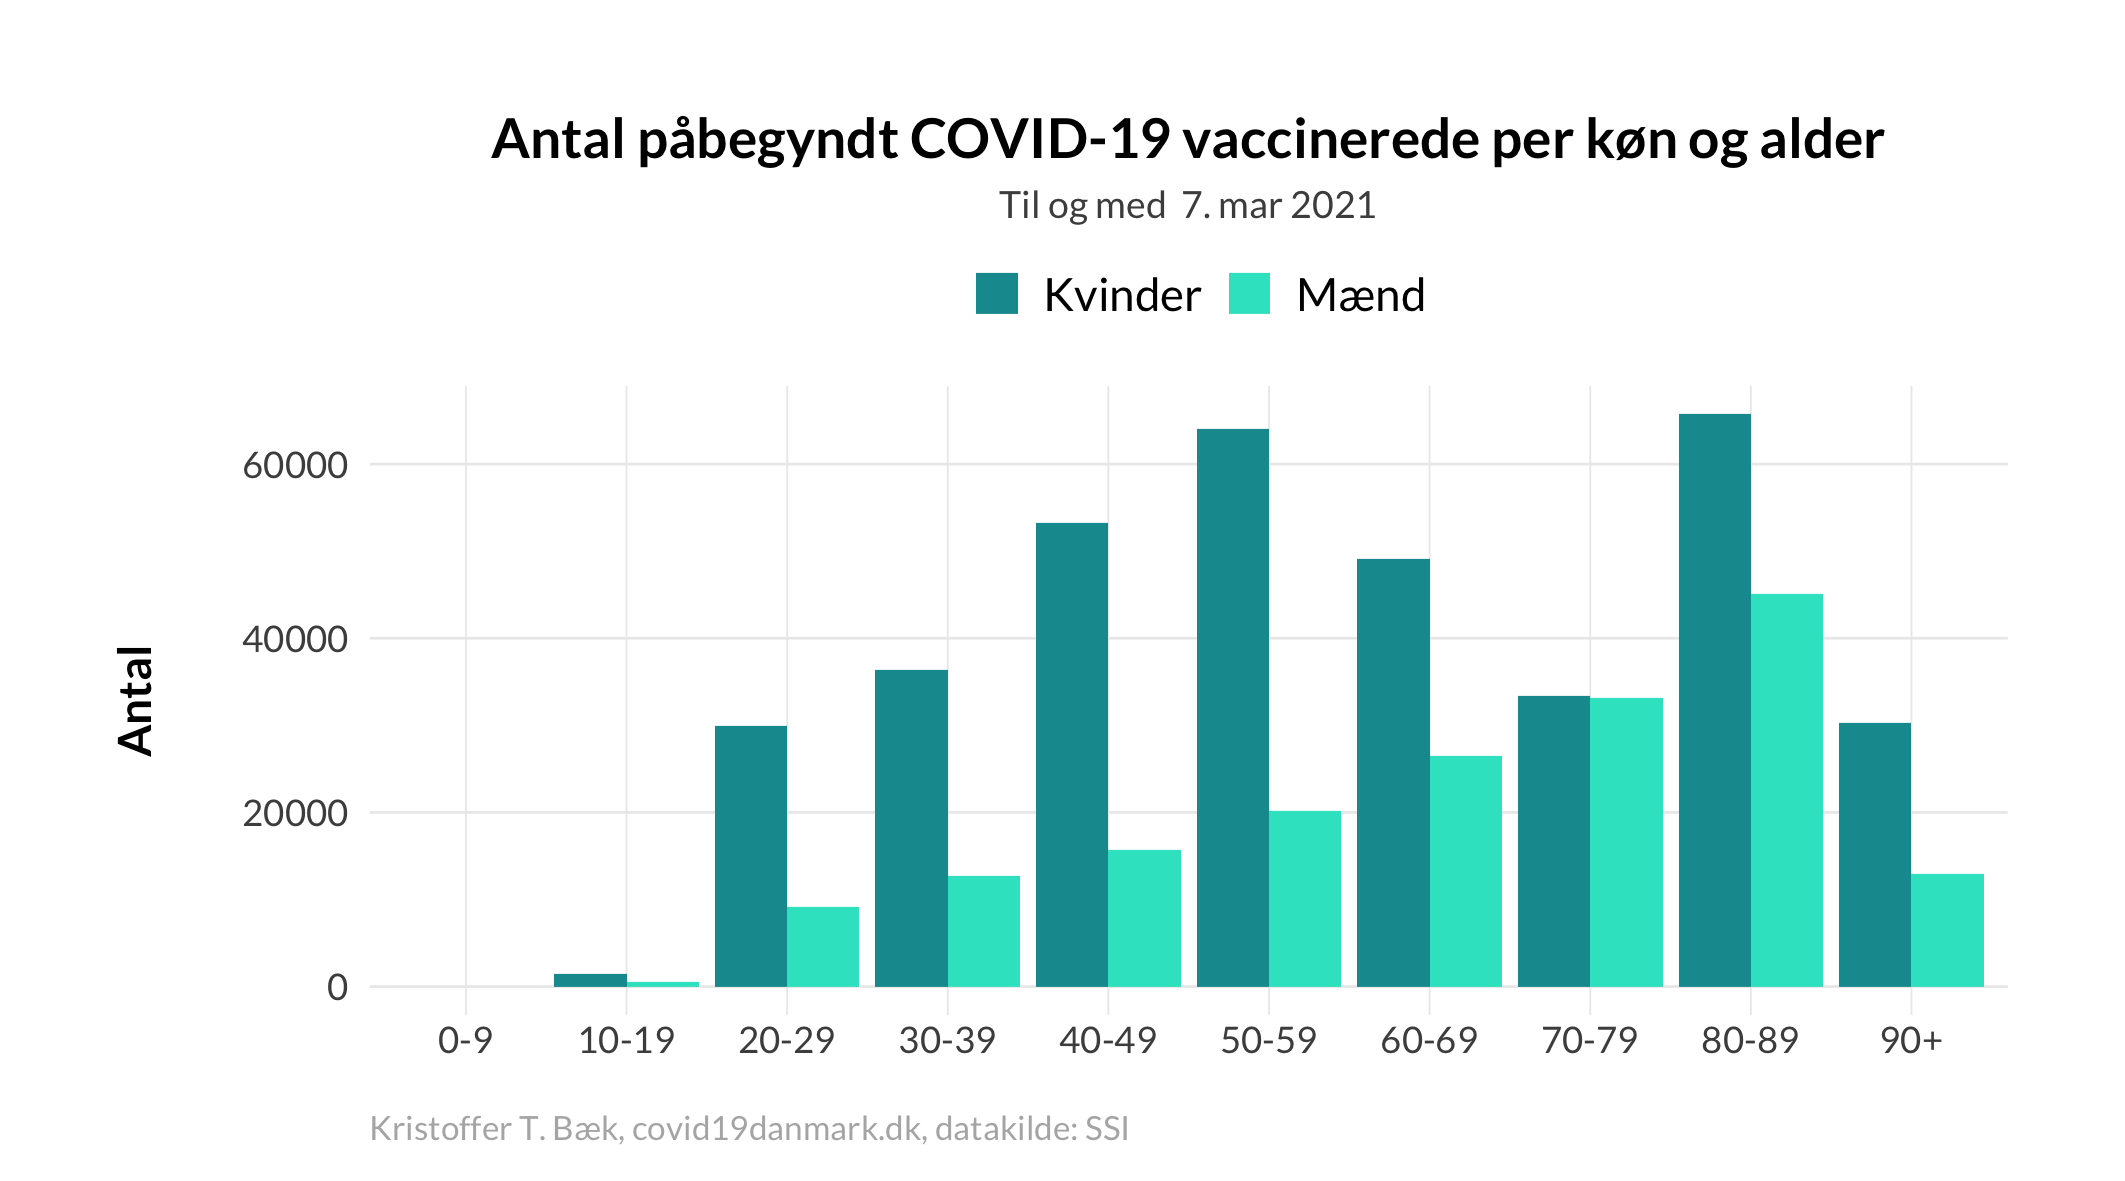 Antal påbegyndt COVID-19 vaccinerede per køn og alder
Til og med 7. mar 2021
Kvinder Mænd
60000
40000
20000
0
Antal
0-9 10-19 20-29 30-39 40-49 50-59 60-69 70-79 80-89 90+
Kristoffer T. Bæk, covid19danmark.dk, datakilde: SSI